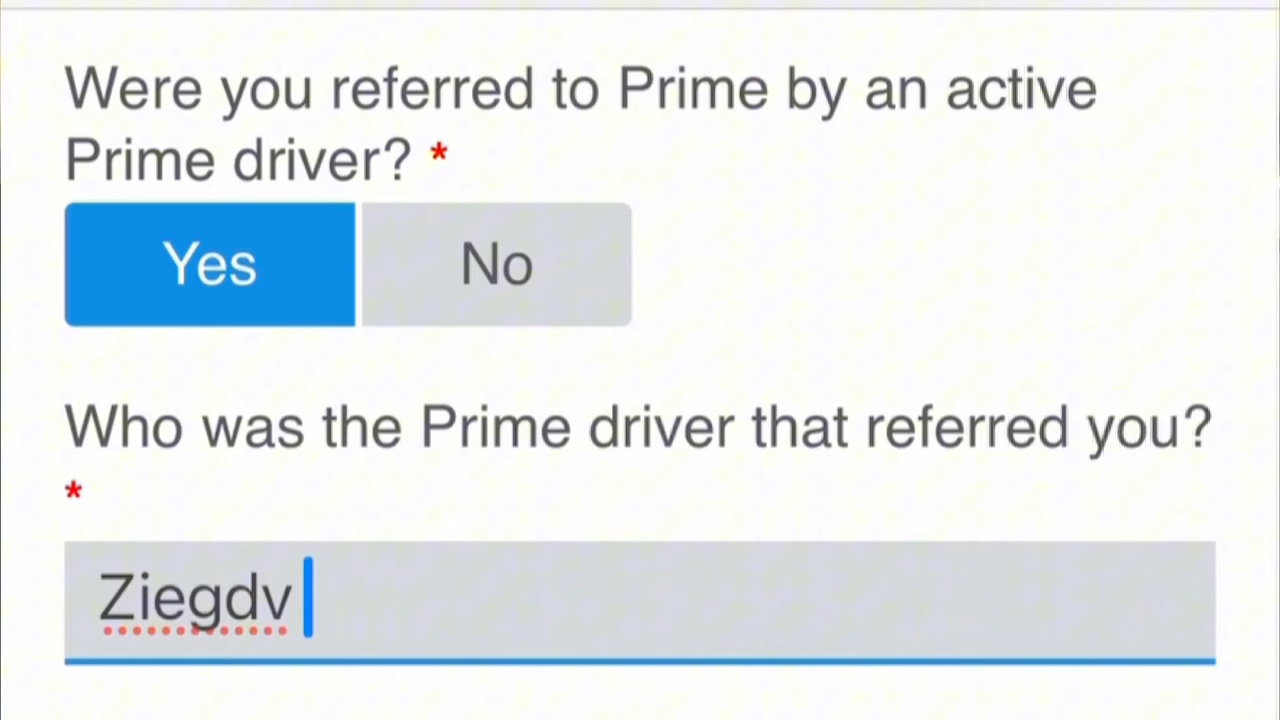 Were you referred to Prime by an active
Prime driver? *
Yes No
Who was the Prime driver that referred you?
*
Ziegdv